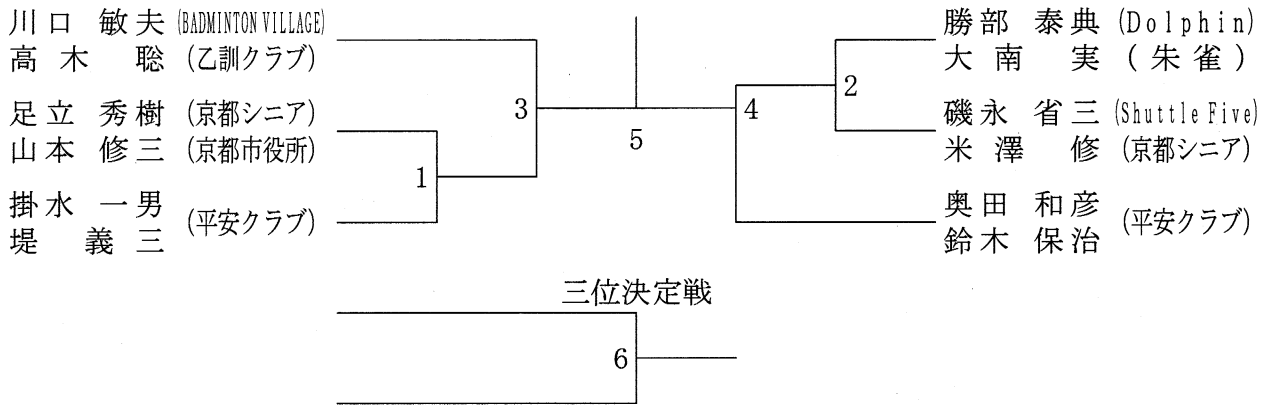 川口 敏夫 (BADMINTON VILLAGE)
高木 聡 (乙訓クラブ)
足立 秀樹 (京都シニア)
山本 修三 (京都市役所)
掛水 一男
堤 義三 (平安クラブ)
1
3
5
4
2
勝部 泰典 (Dolphin)
大南 実 (朱雀)
磯永 省三 (Shuttle Five)
米澤 修 (京都シニア)
奥田 和彦
鈴木 保治 (平安クラブ)
三位決定戦
6